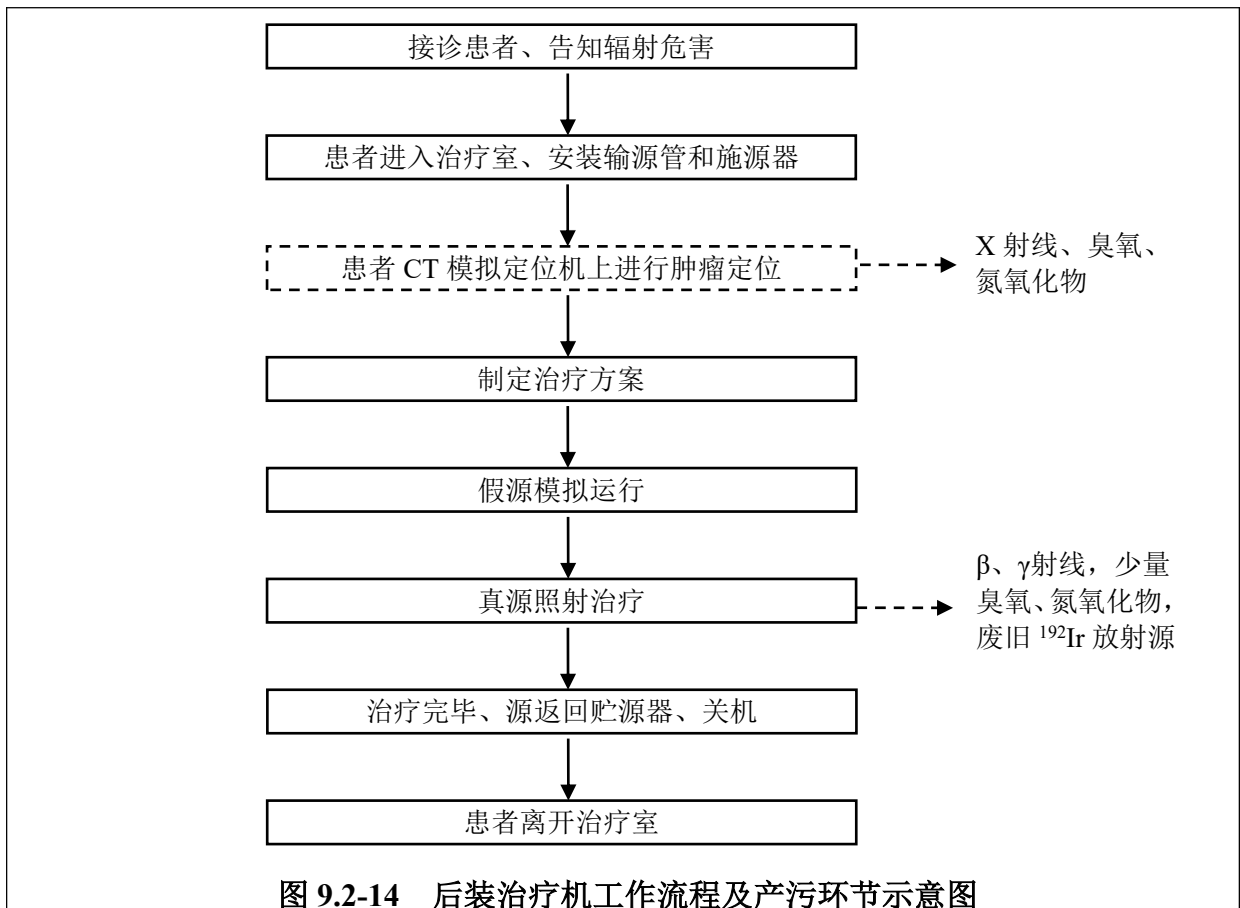 接诊患者、告知辐射危害
患者进入治疗室、安装输源管和施源器
患者 CT 模拟定位机上进行肿瘤定位
X 射线、臭氧、
氮氧化物
制定治疗方案
假源模拟运行
真源照射治疗
β、γ射线，少量
臭氧、氮氧化物，
废旧 ¹⁹²Ir 放射源
治疗完毕、源返回贮源器、关机
患者离开治疗室
图 9.2-14 后装治疗机工作流程及产污环节示意图